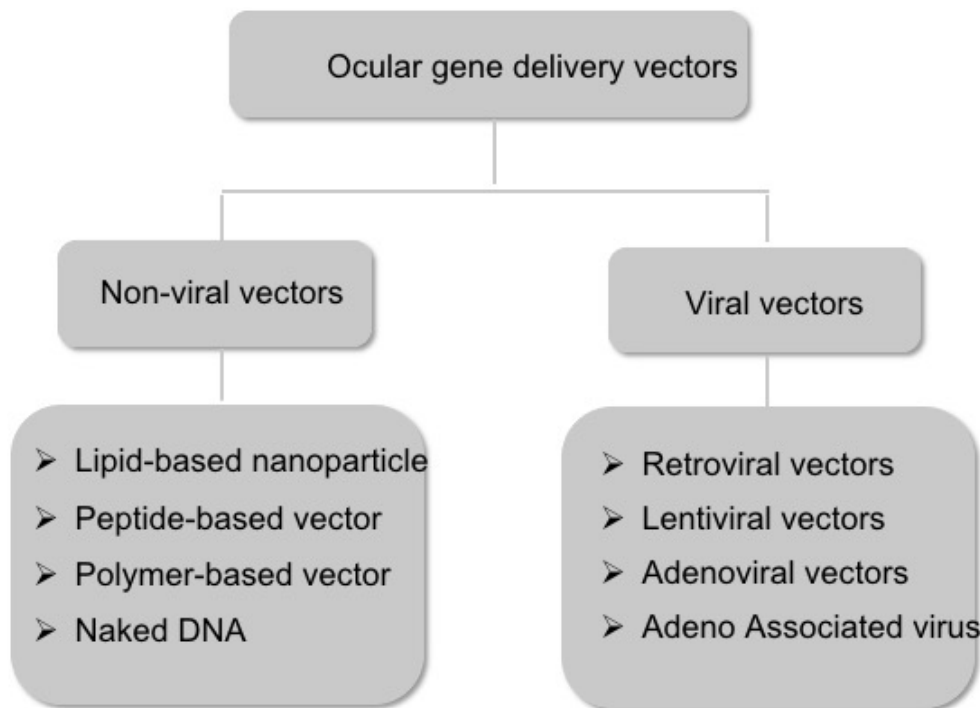 Ocular gene delivery vectors
Non-viral vectors
Viral vectors
➢ Lipid-based nanoparticle
➢ Peptide-based vector
➢ Polymer-based vector
➢ Naked DNA
➢ Retroviral vectors
➢ Lentiviral vectors
➢ Adenoviral vectors
➢ Adeno Associated virus